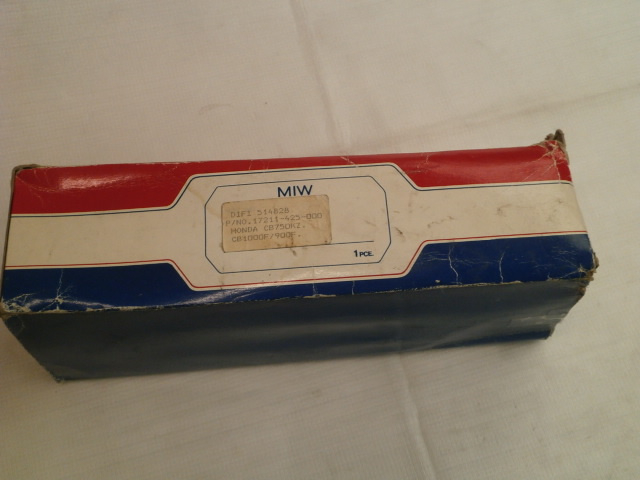 MIW
DIFI 514828
P/NO.17211-425-000
HONDA CB750KZ.
CB1000F/900F.
1 PCE.